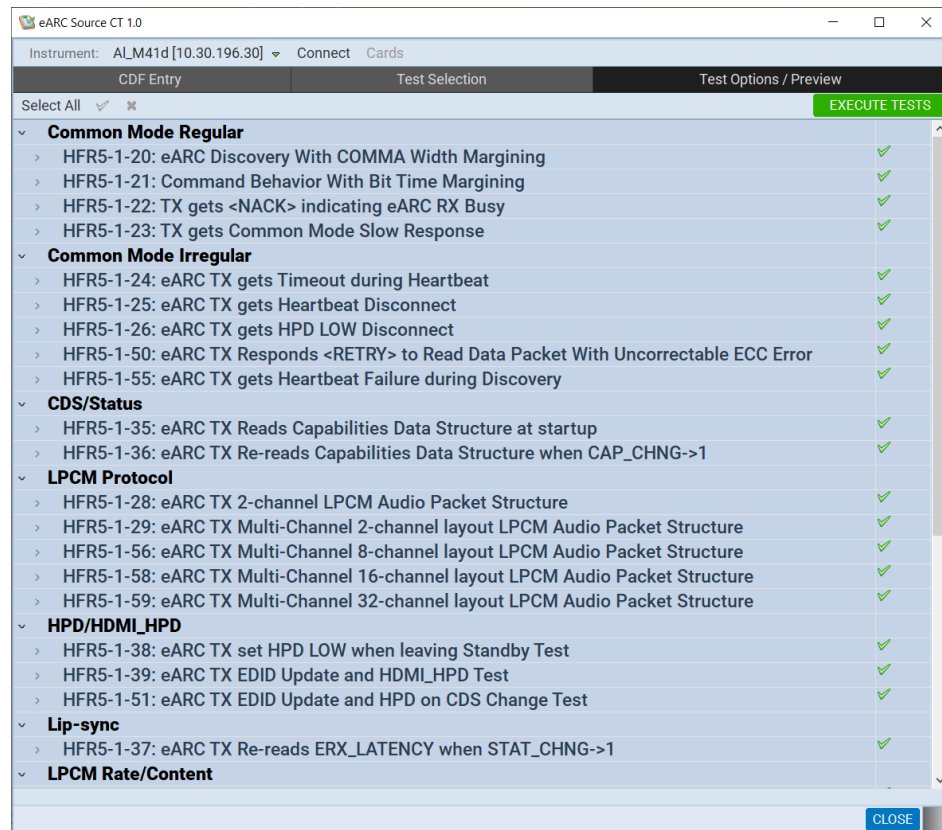 eARC Source CT 1.0
Instrument: Al_M41d [10.30.196.30] Connect Cards
CDF Entry Test Selection Test Options / Preview
Select All EXECUTE TESTS
Common Mode Regular
HFR5-1-20: eARC Discovery With COMMA Width Margining
HFR5-1-21: Command Behavior With Bit Time Margining
HFR5-1-22: TX gets <NACK> indicating eARC RX Busy
HFR5-1-23: TX gets Common Mode Slow Response
Common Mode Irregular
HFR5-1-24: eARC TX gets Timeout during Heartbeat
HFR5-1-25: eARC TX gets Heartbeat Disconnect
HFR5-1-26: eARC TX gets HPD LOW Disconnect
HFR5-1-50: eARC TX Responds <RETRY> to Read Data Packet With Uncorrectable ECC Error
HFR5-1-55: eARC TX gets Heartbeat Failure during Discovery
CDS/Status
HFR5-1-35: eARC TX Reads Capabilities Data Structure at startup
HFR5-1-36: eARC TX Re-reads Capabilities Data Structure when CAP_CHNG->1
LPCM Protocol
HFR5-1-28: eARC TX 2-channel LPCM Audio Packet Structure
HFR5-1-29: eARC TX Multi-Channel 2-channel layout LPCM Audio Packet Structure
HFR5-1-56: eARC TX Multi-Channel 8-channel layout LPCM Audio Packet Structure
HFR5-1-58: eARC TX Multi-Channel 16-channel layout LPCM Audio Packet Structure
HFR5-1-59: eARC TX Multi-Channel 32-channel layout LPCM Audio Packet Structure
HPD/HDMI_HPD
HFR5-1-38: eARC TX set HPD LOW when leaving Standby Test
HFR5-1-39: eARC TX EDID Update and HDMI_HPD Test
HFR5-1-51: eARC TX EDID Update and HPD on CDS Change Test
Lip-sync
HFR5-1-37: eARC TX Re-reads ERX_LATENCY when STAT_CHNG->1
LPCM Rate/Content
CLOSE